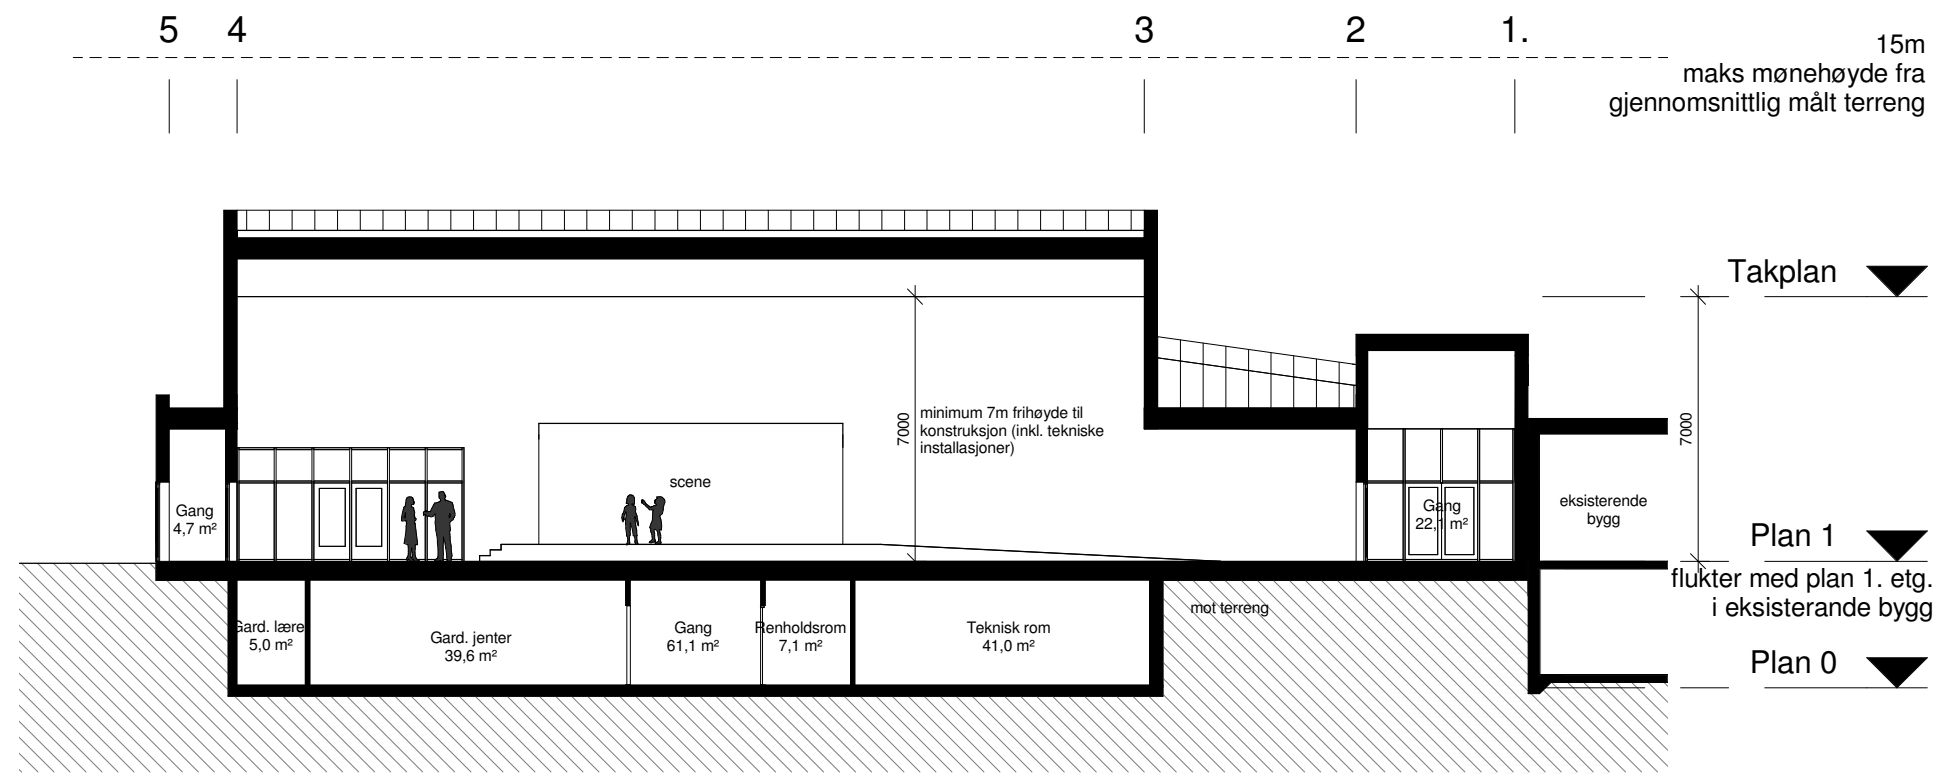 5 4 3 2 1.
15m
maks mønehøyde fra
gjennomsnittlig målt terreng
Takplan
7000
minimum 7m frihøyde til
konstruksjon (inkl. tekniske
installasjoner)
7000
scene
Gang
4,7 m²
Gang
22,1 m²
eksisterende
bygg
Plan 1
flukter med plan 1. etg.
i eksisterande bygg
mot terreng
Gard. lære
5,0 m²
Gard. jenter
39,6 m²
Gang
61,1 m²
Renholdsrom
7,1 m²
Teknisk rom
41,0 m²
Plan 0